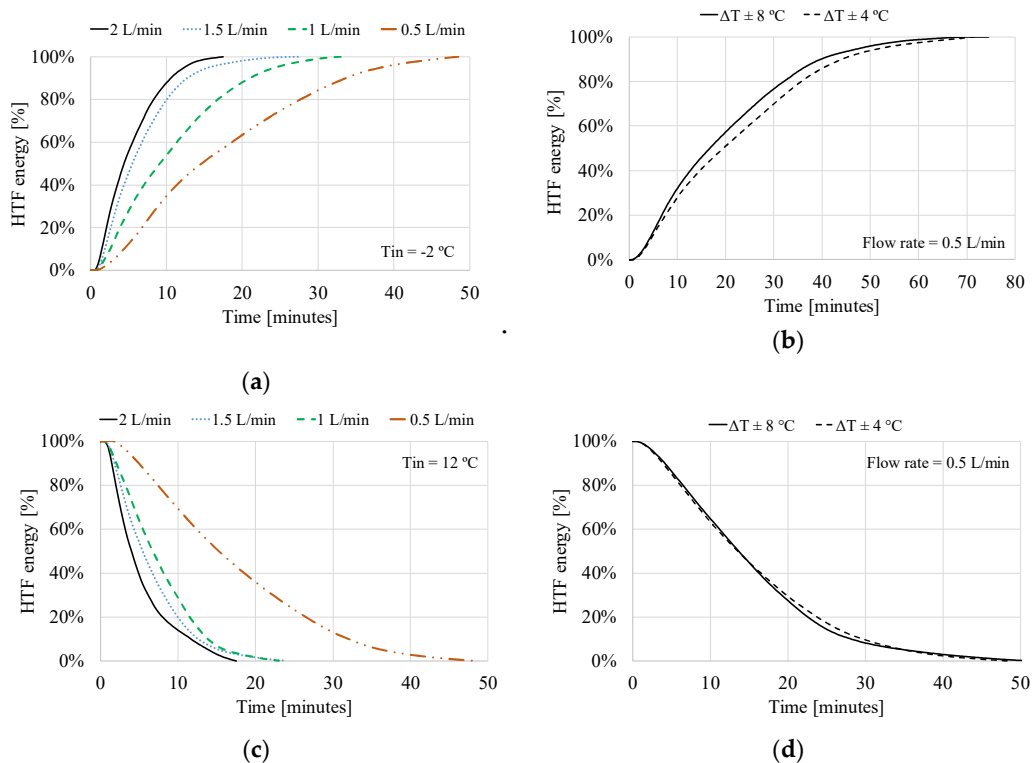 2 L/min 1.5 L/min 1 L/min 0.5 L/min
100%
80%
60%
40%
20%
0%
HTF energy [%]
Tin = -2 ºC
0 10 20 30 40 50
Time [minutes]
.
(a)
ΔT ± 8 ºC ΔT ± 4 ºC
100%
80%
60%
40%
20%
0%
HTF energy [%]
Flow rate = 0.5 L/min
0 10 20 30 40 50 60 70 80
Time [minutes]
(b)
2 L/min 1.5 L/min 1 L/min 0.5 L/min
100%
80%
60%
40%
20%
0%
HTF energy [%]
Tin = 12 ºC
0 10 20 30 40 50
Time [minutes]
(c)
ΔT ± 8 °C ΔT ± 4 °C
100%
80%
60%
40%
20%
0%
HTF energy [%]
Flow rate = 0.5 L/min
0 10 20 30 40 50
Time [minutes]
(d)